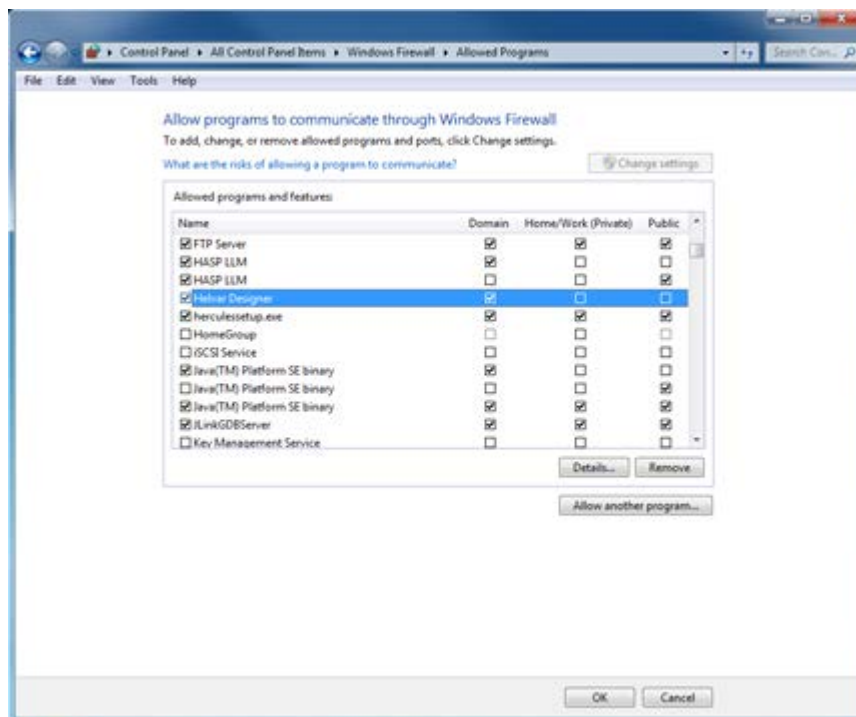 Control Panel ▸ All Control Panel Items ▸ Windows Firewall ▸ Allowed Programs
Search Con...
File Edit View Tools Help
Allow programs to communicate through Windows Firewall
To add, change, or remove allowed programs and ports, click Change settings.
What are the risks of allowing a program to communicate?
Change settings
Allowed programs and features:
Name Domain Home/Work (Private) Public
FTP Server
HASP LLM
HASP LLM
Helvar Designer
herculessetup.exe
HomeGroup
iSCSI Service
Java(TM) Platform SE binary
Java(TM) Platform SE binary
Java(TM) Platform SE binary
JLinkGDBServer
Key Management Service
Details... Remove
Allow another program...
OK Cancel